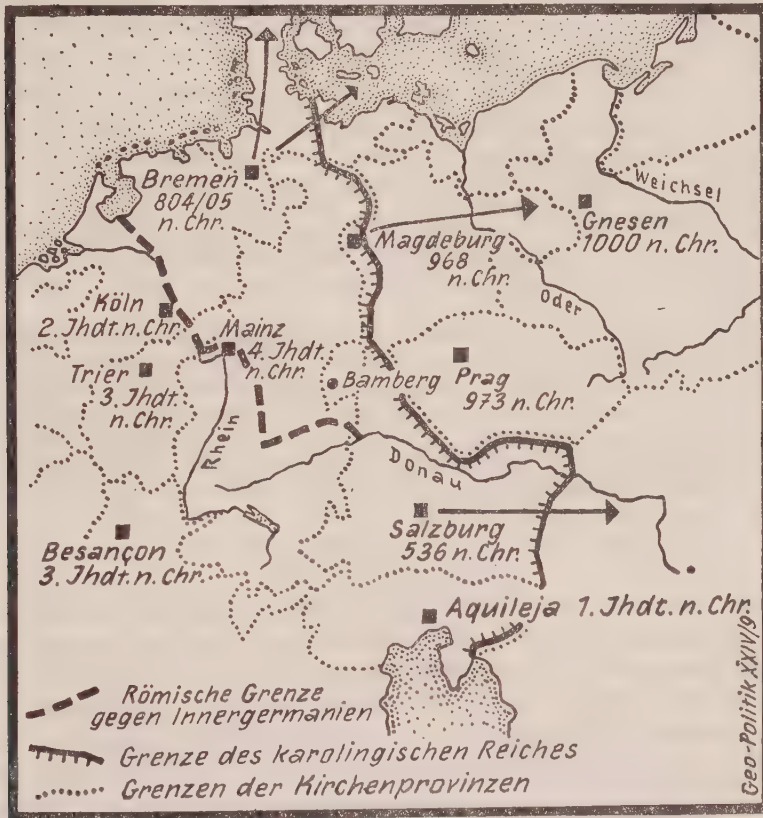 Bremen
804/05
n. Chr.
Weichsel
Gnesen
1000 n. Chr.
Magdeburg
968
n. Chr.
Oder
Köln
2. Jhdt. n. Chr.
Mainz
4. Jhdt.
n. Chr.
Trier
3. Jhdt.
n. Chr.
Bamberg
Prag
973 n. Chr.
Rhein
Donau
Salzburg
536 n. Chr.
Besançon
3. Jhdt. n. Chr.
Aquileja 1. Jhdt. n. Chr.
Römische Grenze
gegen Innergermanien
Grenze des karolingischen Reiches
Grenzen der Kirchenprovinzen
Geo-Politik XXIV/9